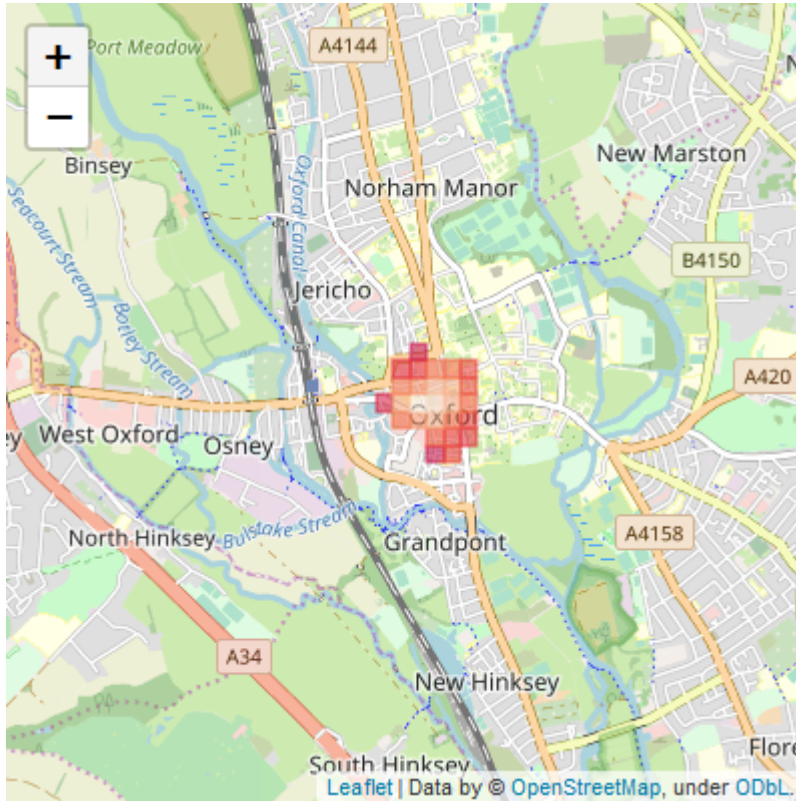 +
−
Port Meadow
A4144
Binsey
New Marston
Norham Manor
Oxford Canal
Seacourt Stream
B4150
Jericho
Botley Stream
A420
Oxford
West Oxford
Osney
Bulstake Stream
A4158
North Hinksey
Grandpont
A34
New Hinksey
South Hinksey
Flore
Leaflet | Data by © OpenStreetMap, under ODbL.